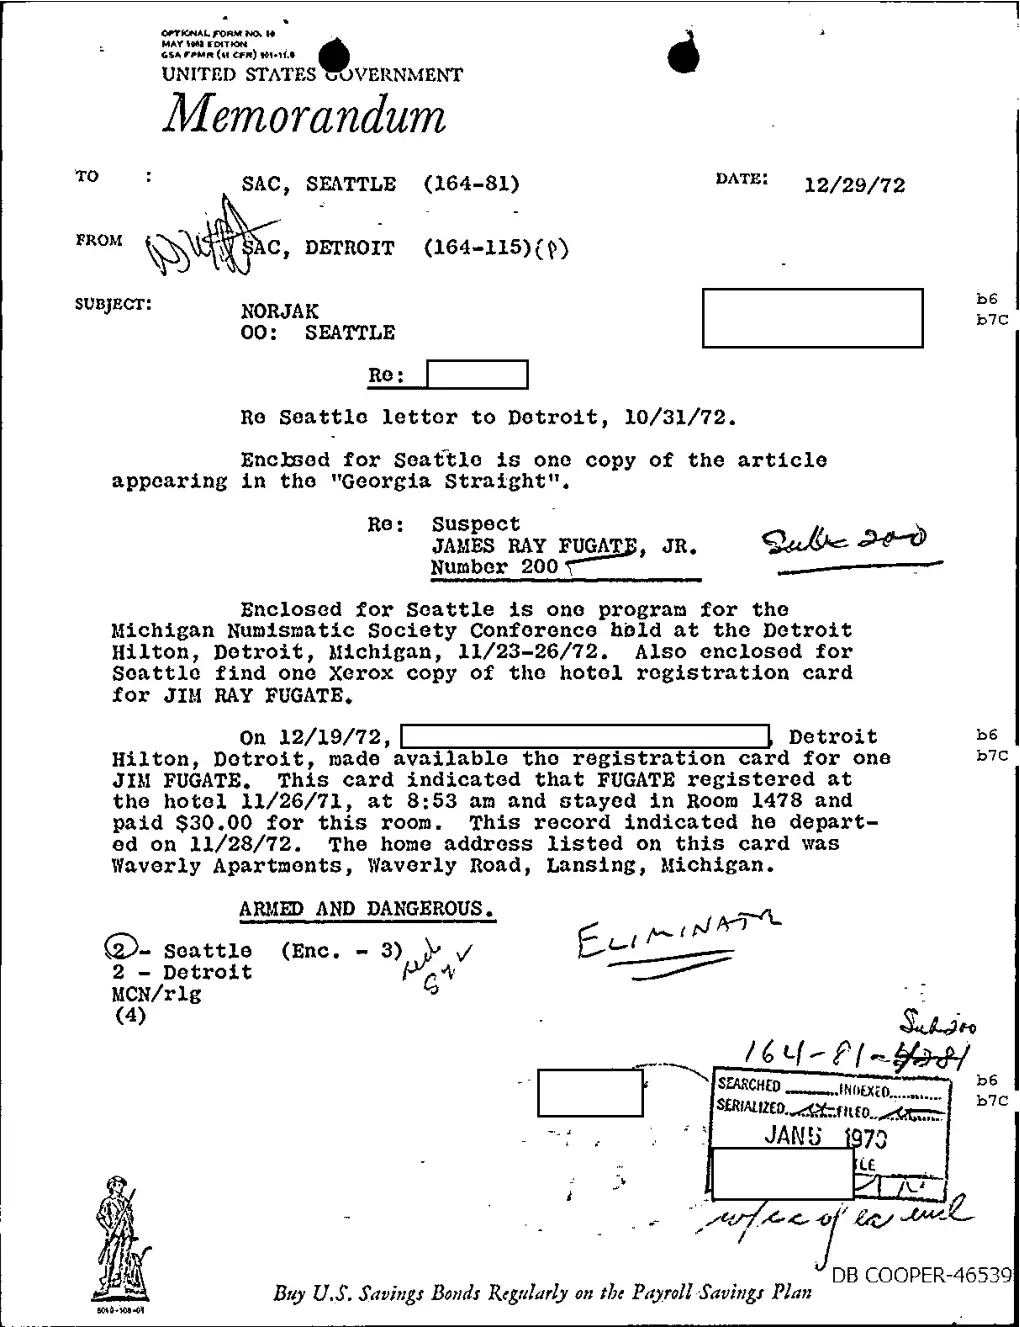 OPTIONAL FORM NO. 10
MAY 1962 EDITION
GSA FPMR (41 CFR) 101-11.6
UNITED STATES GOVERNMENT
Memorandum
TO : SAC, SEATTLE (164-81) DATE: 12/29/72
FROM : SAC, DETROIT (164-115)(P)
SUBJECT: NORJAK
OO: SEATTLE
b6
b7C
Re:
Re Seattle letter to Detroit, 10/31/72.
Enclsed for Seattle is one copy of the article
appearing in the "Georgia Straight".
Re: Suspect
JAMES RAY FUGATE, JR.
Number 200
Sub 200
Enclosed for Seattle is one program for the
Michigan Numismatic Society Conference held at the Detroit
Hilton, Detroit, Michigan, 11/23-26/72. Also enclosed for
Seattle find one Xerox copy of the hotel registration card
for JIM RAY FUGATE.
On 12/19/72, , Detroit
b6
b7C
Hilton, Detroit, made available the registration card for one
JIM FUGATE. This card indicated that FUGATE registered at
the hotel 11/26/71, at 8:53 am and stayed in Room 1478 and
paid $30.00 for this room. This record indicated he depart-
ed on 11/28/72. The home address listed on this card was
Waverly Apartments, Waverly Road, Lansing, Michigan.
ARMED AND DANGEROUS.
ELIMINATE
2 - Seattle (Enc. - 3)
2 - Detroit
MCN/rlg
(4)
Sub 200
164-81-4281
SEARCHED INDEXED
SERIALIZED FILED
JAN 5 1973
b6
b7C
DB COOPER-46539
Buy U.S. Savings Bonds Regularly on the Payroll Savings Plan
5010-108-01